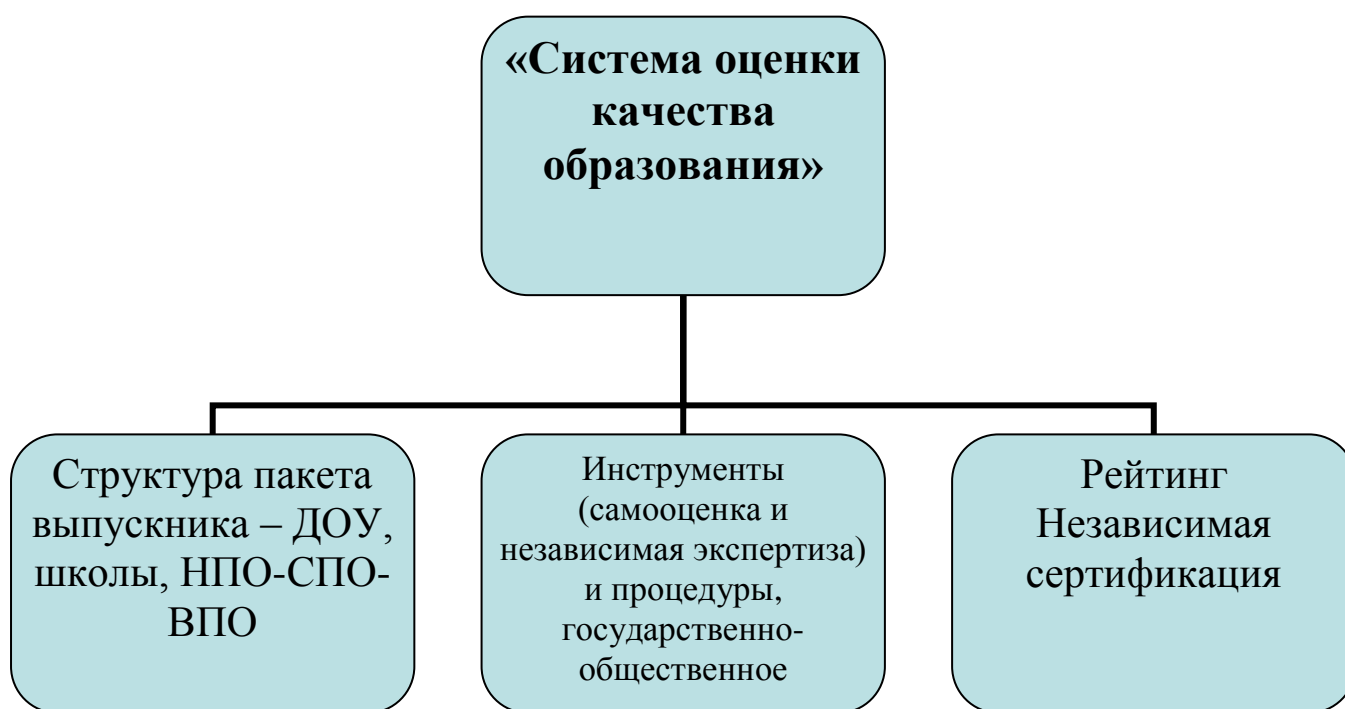 «Система оценки
качества
образования»
Структура пакета
выпускника – ДОУ,
школы, НПО-СПО-
ВПО
Инструменты
(самооценка и
независимая экспертиза)
и процедуры,
государственно-
общественное
Рейтинг
Независимая
сертификация